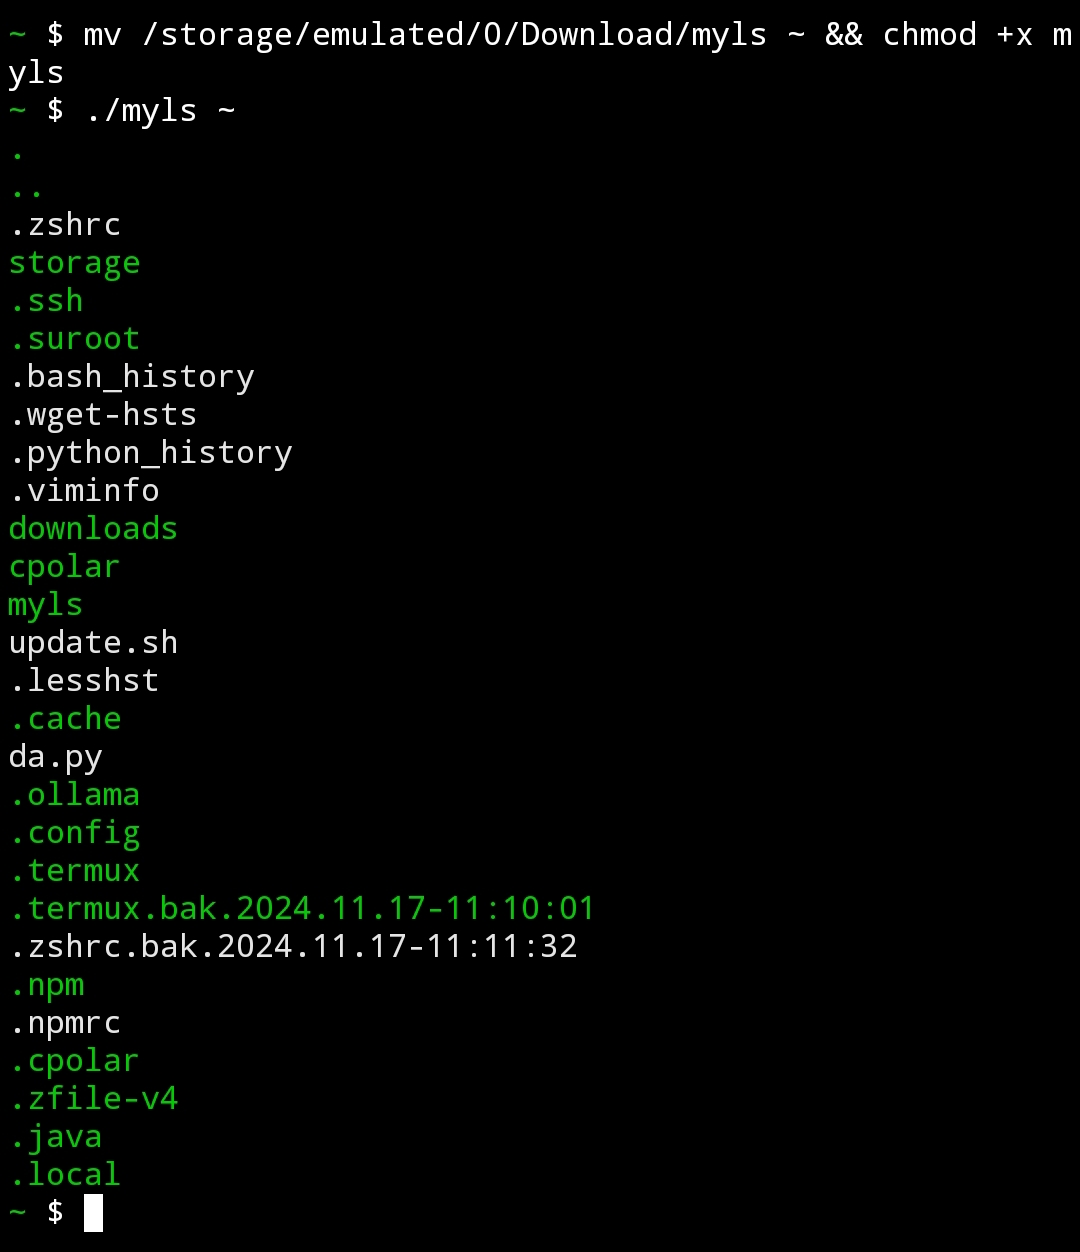 ~ $ mv /storage/emulated/0/Download/myls ~ && chmod +x m
yls
~ $ ./myls ~
.
..
.zshrc
storage
.ssh
.suroot
.bash_history
.wget-hsts
.python_history
.viminfo
downloads
cpolar
myls
update.sh
.lesshst
.cache
da.py
.ollama
.config
.termux
.termux.bak.2024.11.17-11:10:01
.zshrc.bak.2024.11.17-11:11:32
.npm
.npmrc
.cpolar
.zfile-v4
.java
.local
~ $